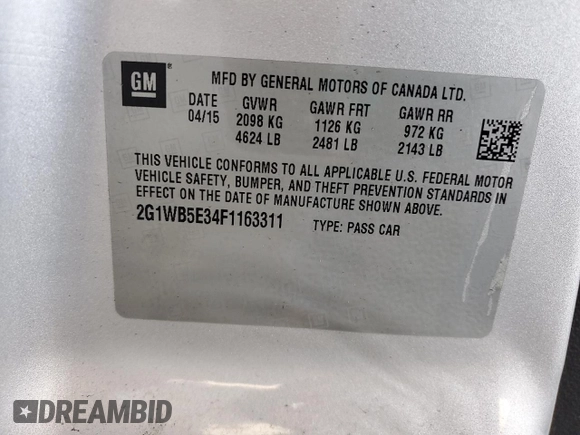 GM
MFD BY GENERAL MOTORS OF CANADA LTD.
DATE GVWR GAWR FRT GAWR RR
04/15 2098 KG 1126 KG 972 KG
4624 LB 2481 LB 2143 LB
THIS VEHICLE CONFORMS TO ALL APPLICABLE U.S. FEDERAL MOTOR
VEHICLE SAFETY, BUMPER, AND THEFT PREVENTION STANDARDS IN
EFFECT ON THE DATE OF MANUFACTURE SHOWN ABOVE.
2G1WB5E34F1163311 TYPE: PASS CAR
DREAMBID